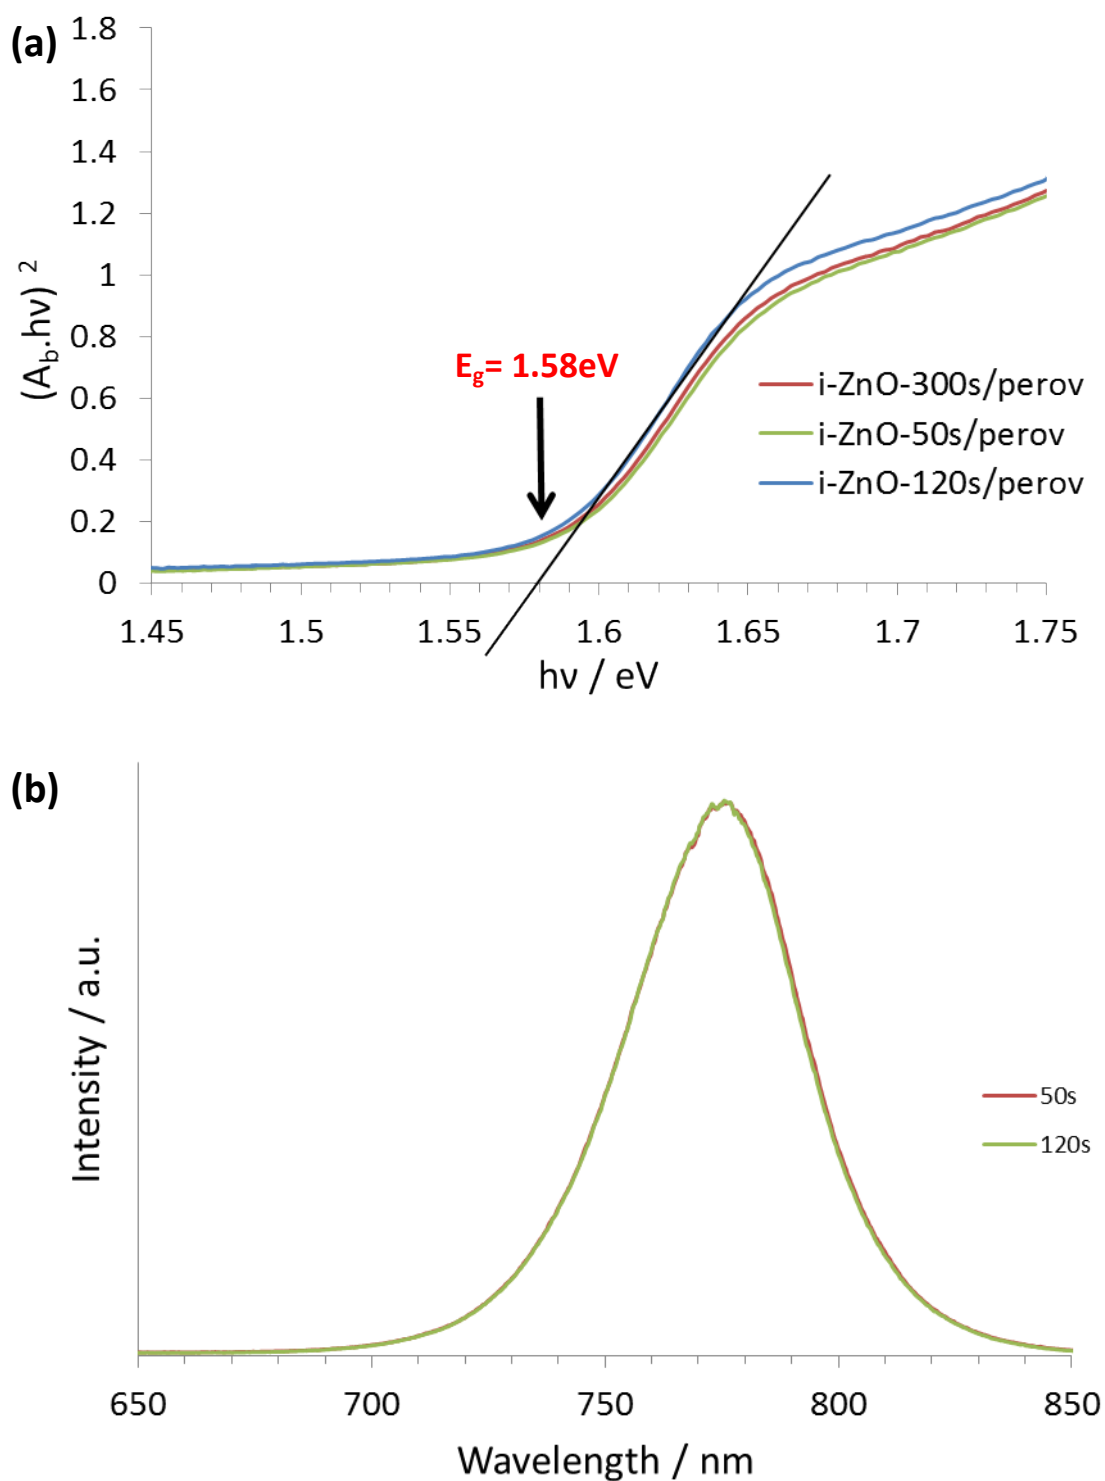 (a)
1.8
1.6
1.4
1.2
1
0.8
0.6
0.4
0.2
0
(A_b.hν) ²
E_g= 1.58eV
i-ZnO-300s/perov
i-ZnO-50s/perov
i-ZnO-120s/perov
1.45 1.5 1.55 1.6 1.65 1.7 1.75
hν / eV
(b)
Intensity / a.u.
50s
120s
650 700 750 800 850
Wavelength / nm